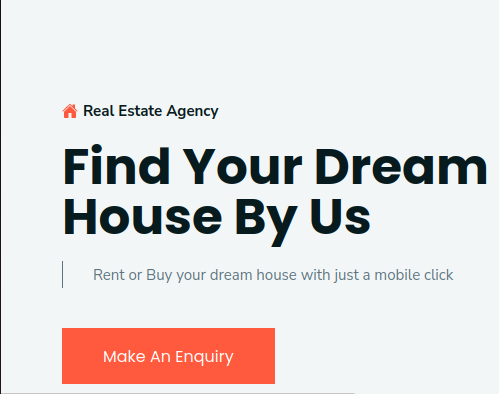 Real Estate Agency
Find Your Dream
House By Us
Rent or Buy your dream house with just a mobile click
Make An Enquiry